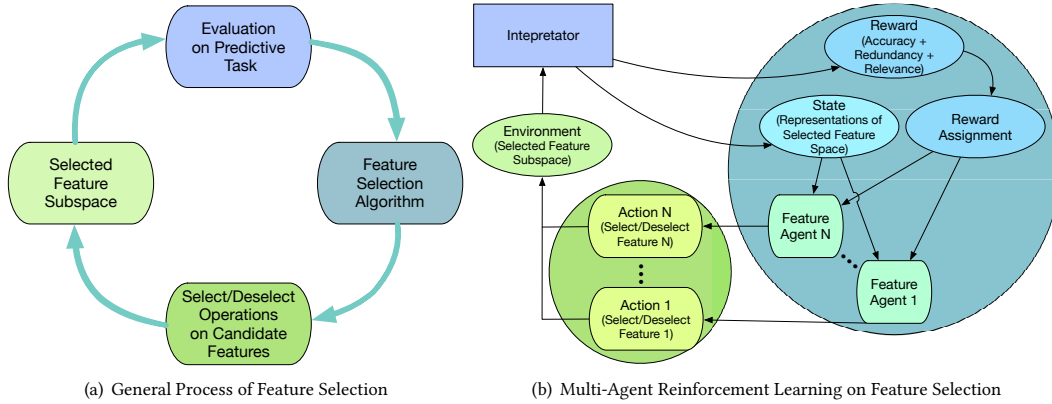 Evaluation
on Predictive
Task
Selected
Feature
Subspace
Feature
Selection
Algorithm
Select/Deselect
Operations
on Candidate
Features
(a) General Process of Feature Selection
Intepretator
Reward
(Accuracy +
Redundancy +
Relevance)
State
(Representations of
Selected Feature
Space)
Reward
Assignment
Environment
(Selected Feature
Subspace)
Action N
(Select/Deselect
Feature N)
Feature
Agent N
Action 1
(Select/Deselect
Feature 1)
Feature
Agent 1
(b) Multi-Agent Reinforcement Learning on Feature Selection